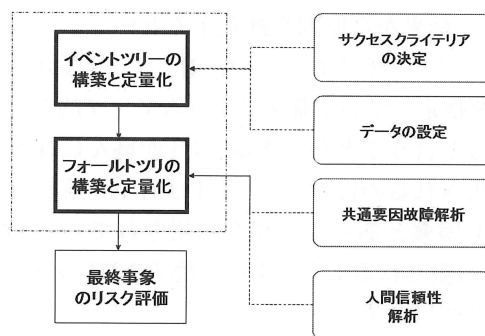 イベントツリーの
構築と定量化
フォールトツリの
構築と定量化
最終事象
のリスク評価
サクセスクライテリア
の決定
データの設定
共通要因故障解析
人間信頼性
解析